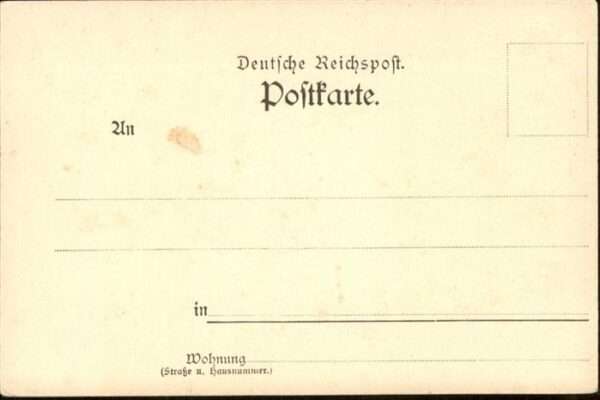 Deutsche Reichspost.
Postkarte.
An
in
Wohnung
(Straße u. Hausnummer.)